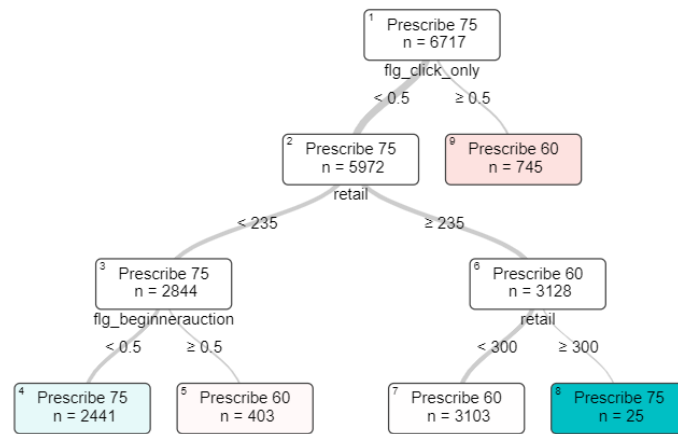 1
Prescribe 75
n = 6717
flg_click_only
< 0.5
≥ 0.5
2
Prescribe 75
n = 5972
retail
9
Prescribe 60
n = 745
< 235
≥ 235
3
Prescribe 75
n = 2844
flg_beginnerauction
6
Prescribe 60
n = 3128
retail
< 0.5
≥ 0.5
< 300
≥ 300
4
Prescribe 75
n = 2441
5
Prescribe 60
n = 403
7
Prescribe 60
n = 3103
8
Prescribe 75
n = 25